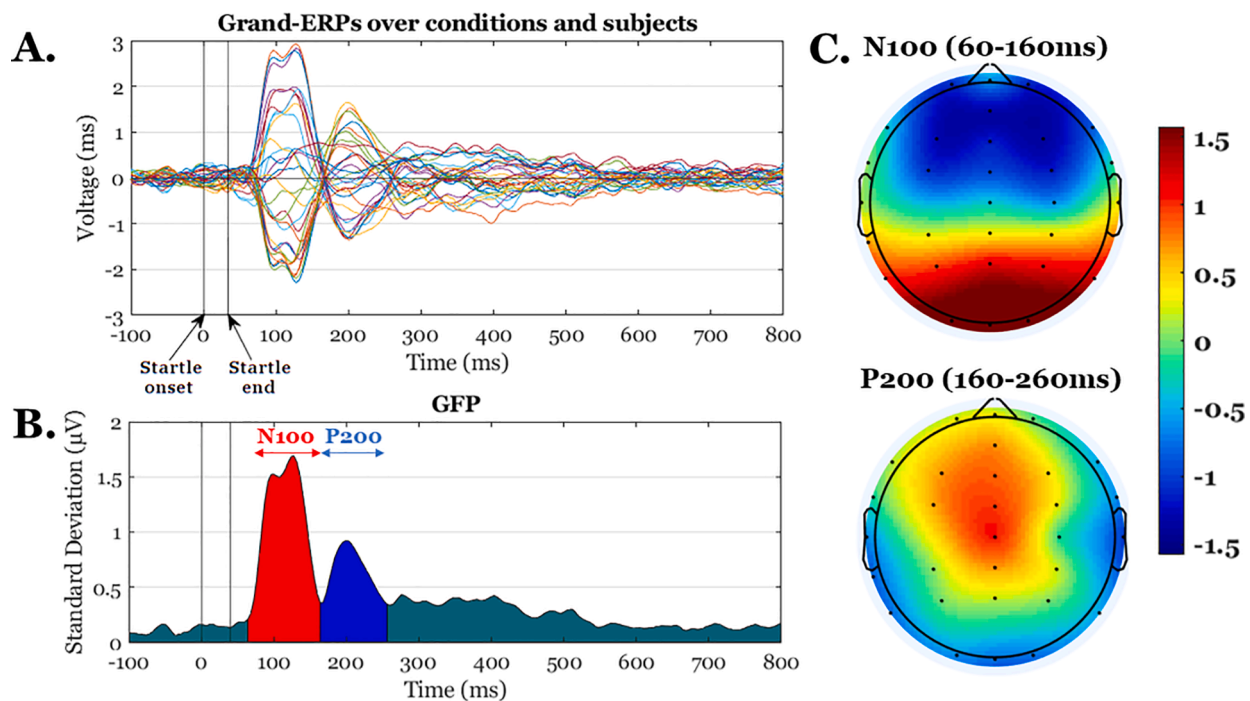 A.
Grand-ERPs over conditions and subjects
Voltage (ms)
3
2
1
0
-1
-2
-3
-100 0 100 200 300 400 500 600 700 800
Time (ms)
Startle
onset
Startle
end
B.
GFP
Standard Deviation (µV)
2
1.5
1
0.5
0
N100 P200
-100 0 100 200 300 400 500 600 700 800
Time (ms)
C.
N100 (60-160ms)
P200 (160-260ms)
1.5
1
0.5
0
-0.5
-1
-1.5